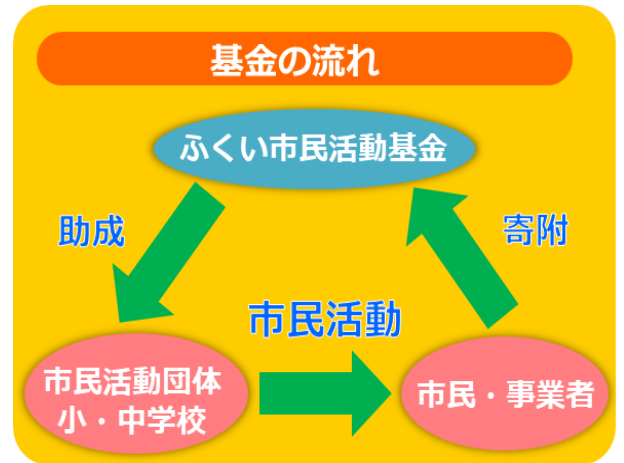 基金の流れ
ふくい市民活動基金
助成
寄附
市民活動
市民活動団体
小・中学校
市民・事業者